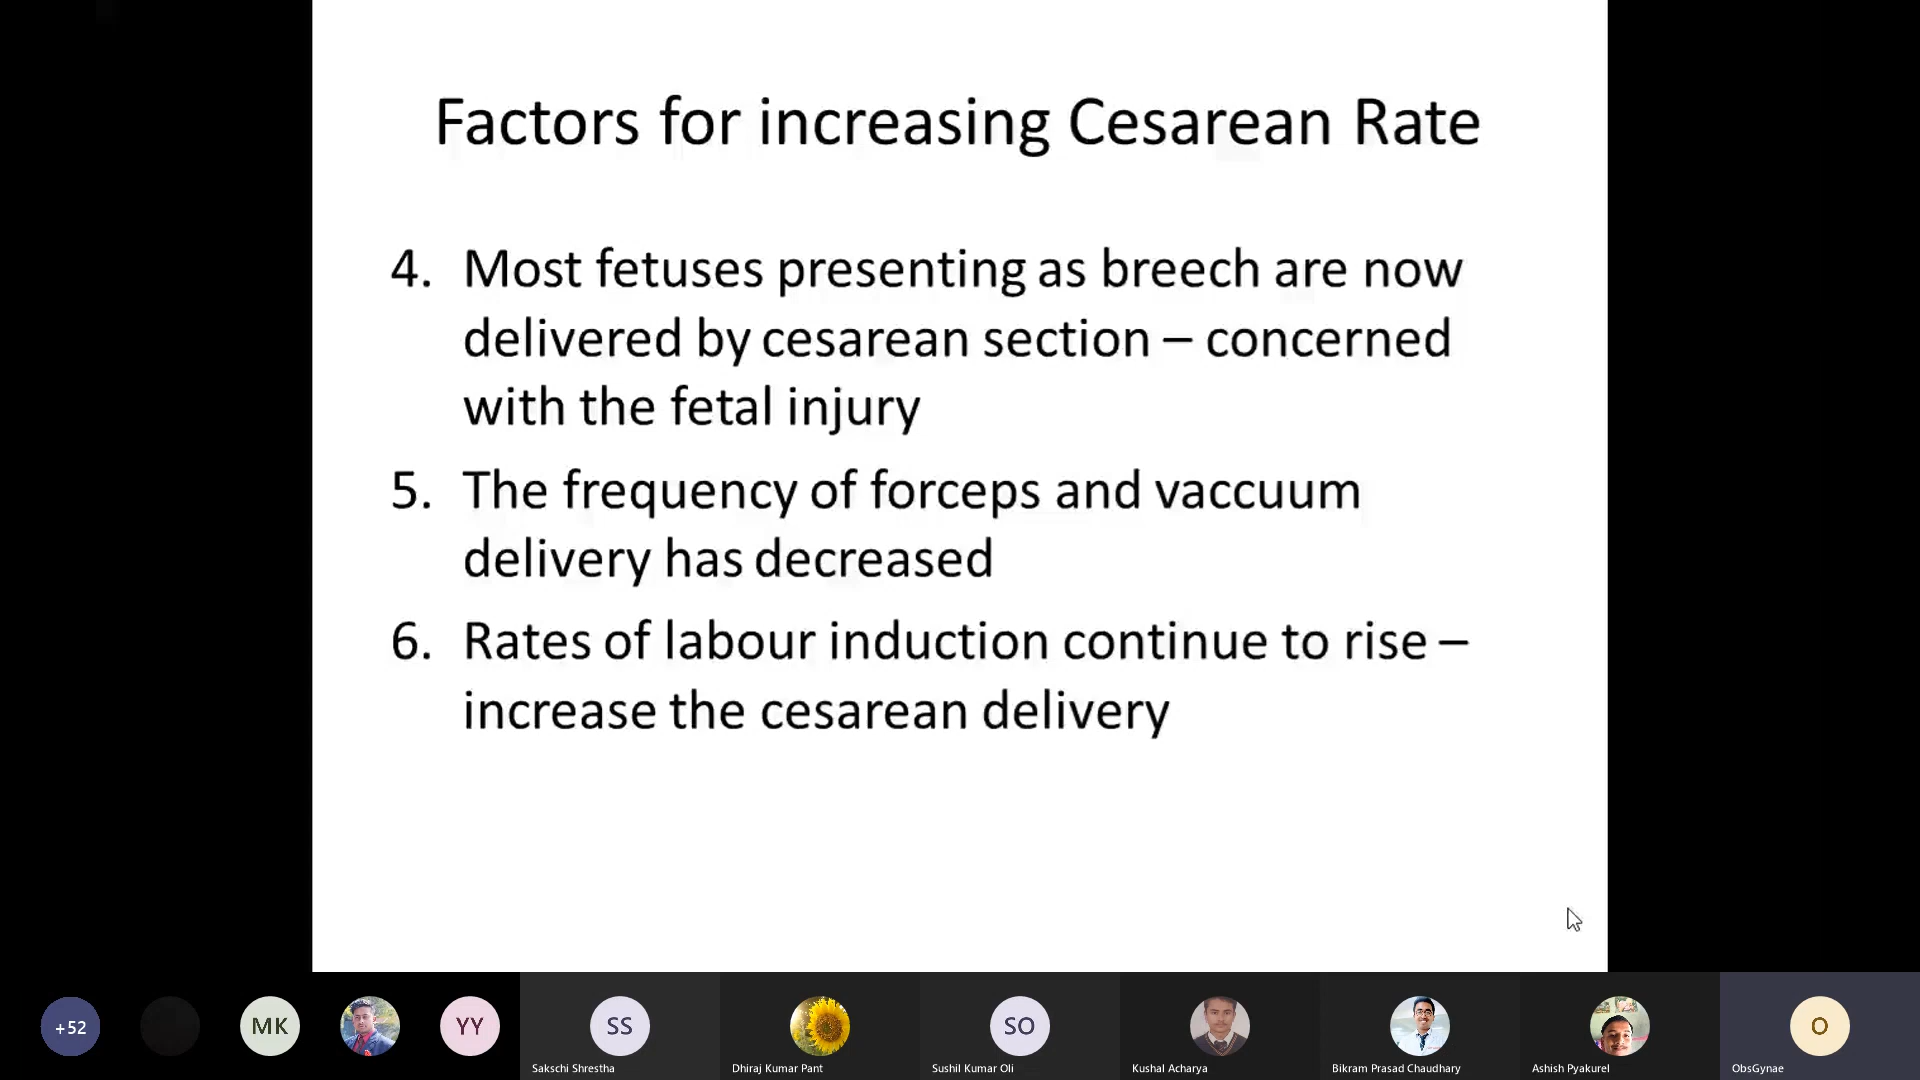 Factors for increasing Cesarean Rate
4. Most fetuses presenting as breech are now
delivered by cesarean section – concerned
with the fetal injury
5. The frequency of forceps and vaccuum
delivery has decreased
6. Rates of labour induction continue to rise –
increase the cesarean delivery
+52
MK
YY
SS
SO
O
Sakschi Shrestha
Dhiraj Kumar Pant
Sushil Kumar Oli
Kushal Acharya
Bikram Prasad Chaudhary
Ashish Pyakurel
ObsGynae